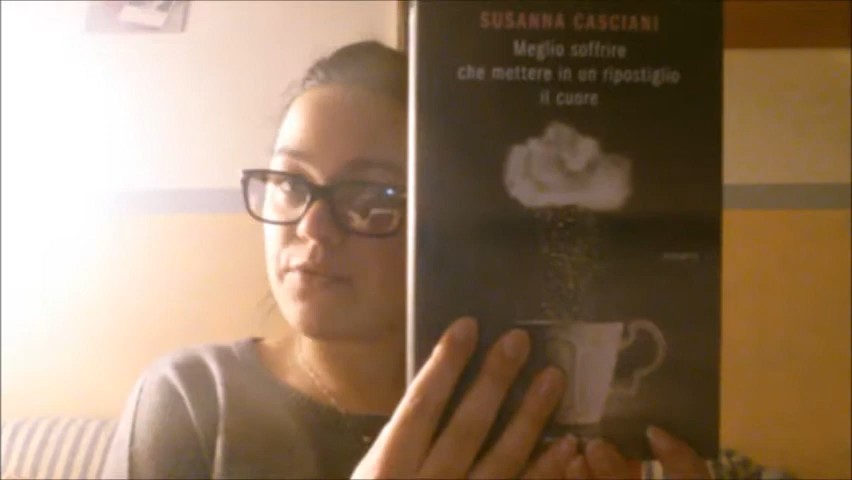 SUSANNA CASCIANI
Meglio soffrire
che mettere in un ripostiglio
il cuore